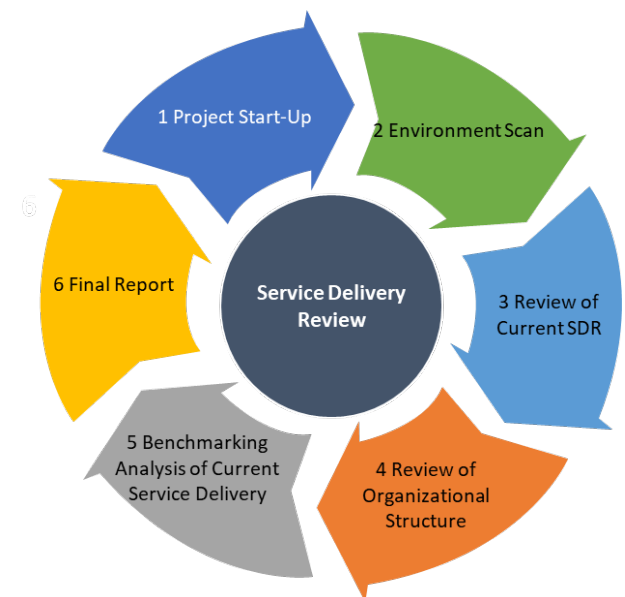 1 Project Start-Up
2 Environment Scan
3 Review of
Current SDR
4 Review of
Organizational
Structure
5 Benchmarking
Analysis of Current
Service Delivery
6 Final Report
6
Service Delivery
Review